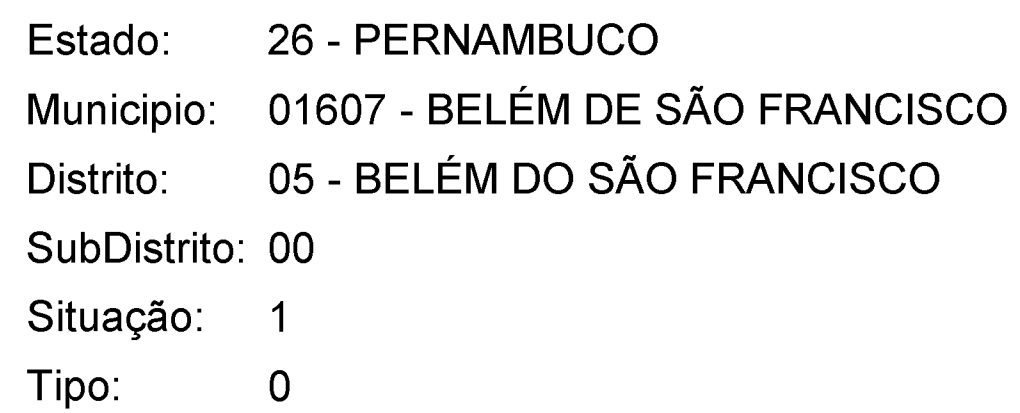 Estado: 26 - PERNAMBUCO
Municipio: 01607 - BELÉM DE SÃO FRANCISCO
Distrito: 05 - BELÉM DO SÃO FRANCISCO
SubDistrito: 00
Situação: 1
Tipo: 0